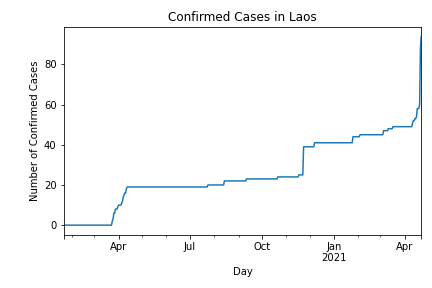 Confirmed Cases in Laos
Number of Confirmed Cases
80
60
40
20
0
Apr Jul Oct Jan Apr
2021
Day